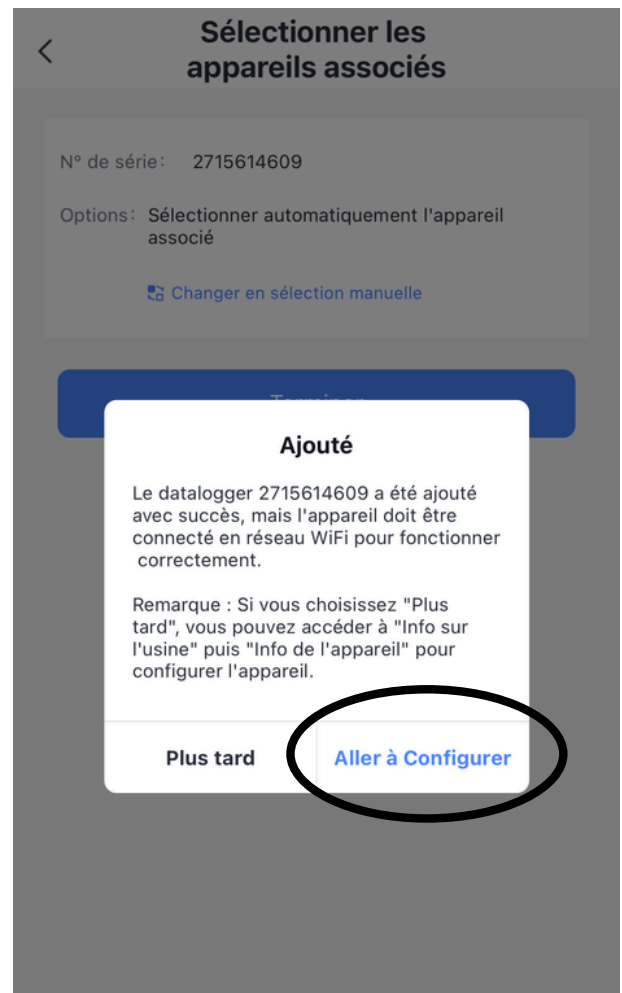 Sélectionner les
appareils associés
N° de série: 2715614609
Options: Sélectionner automatiquement l'appareil
associé
Changer en sélection manuelle
Terminer
Ajouté
Le datalogger 2715614609 a été ajouté
avec succès, mais l'appareil doit être
connecté en réseau WiFi pour fonctionner
correctement.
Remarque : Si vous choisissez "Plus
tard", vous pouvez accéder à "Info sur
l'usine" puis "Info de l'appareil" pour
configurer l'appareil.
Plus tard
Aller à Configurer